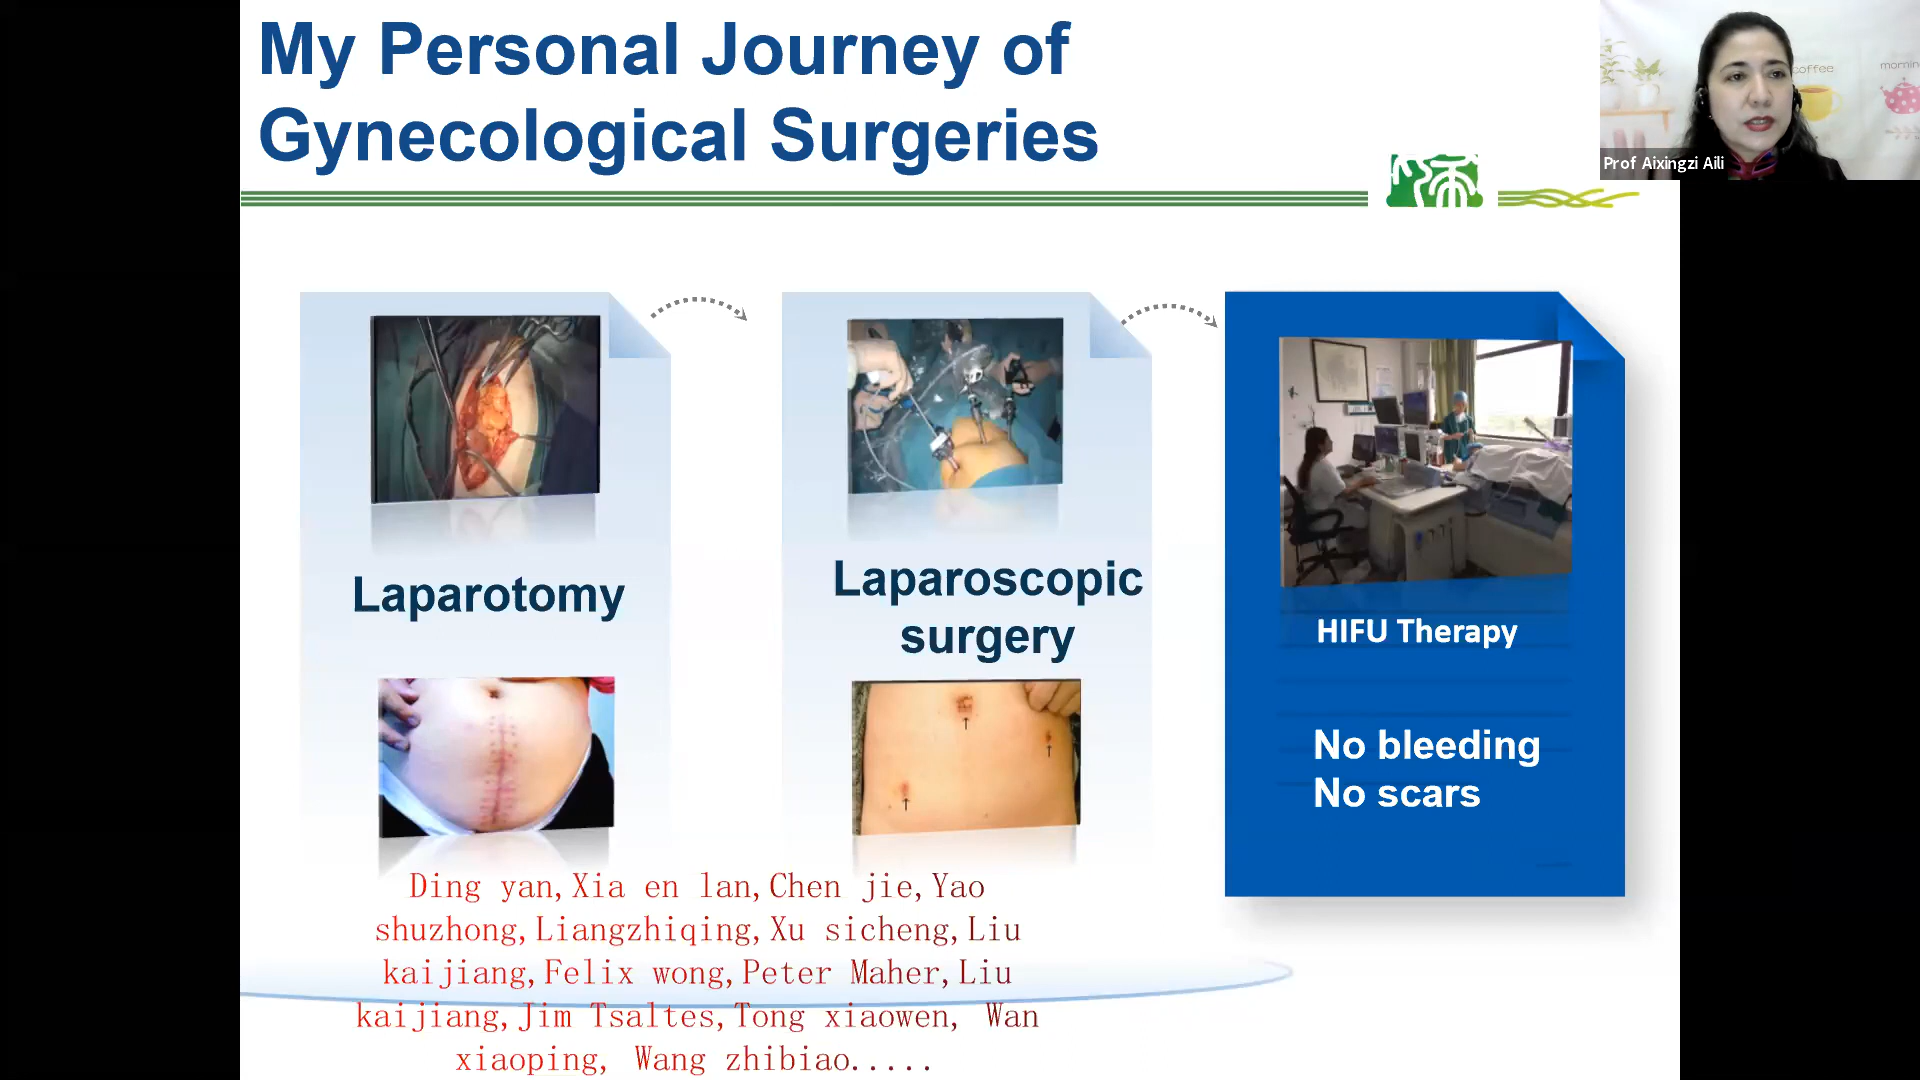 My Personal Journey of
Gynecological Surgeries
coffee
Prof Aixingzi Aili
Laparotomy
Laparoscopic
surgery
HIFU Therapy
No bleeding
No scars
Ding yan,Xia en lan,Chen jie,Yao
shuzhong,Liangzhiqing,Xu sicheng,Liu
kaijiang,Felix wong,Peter Maher,Liu
kaijiang,Jim Tsaltes,Tong xiaowen, Wan
xiaoping, Wang zhibiao.....